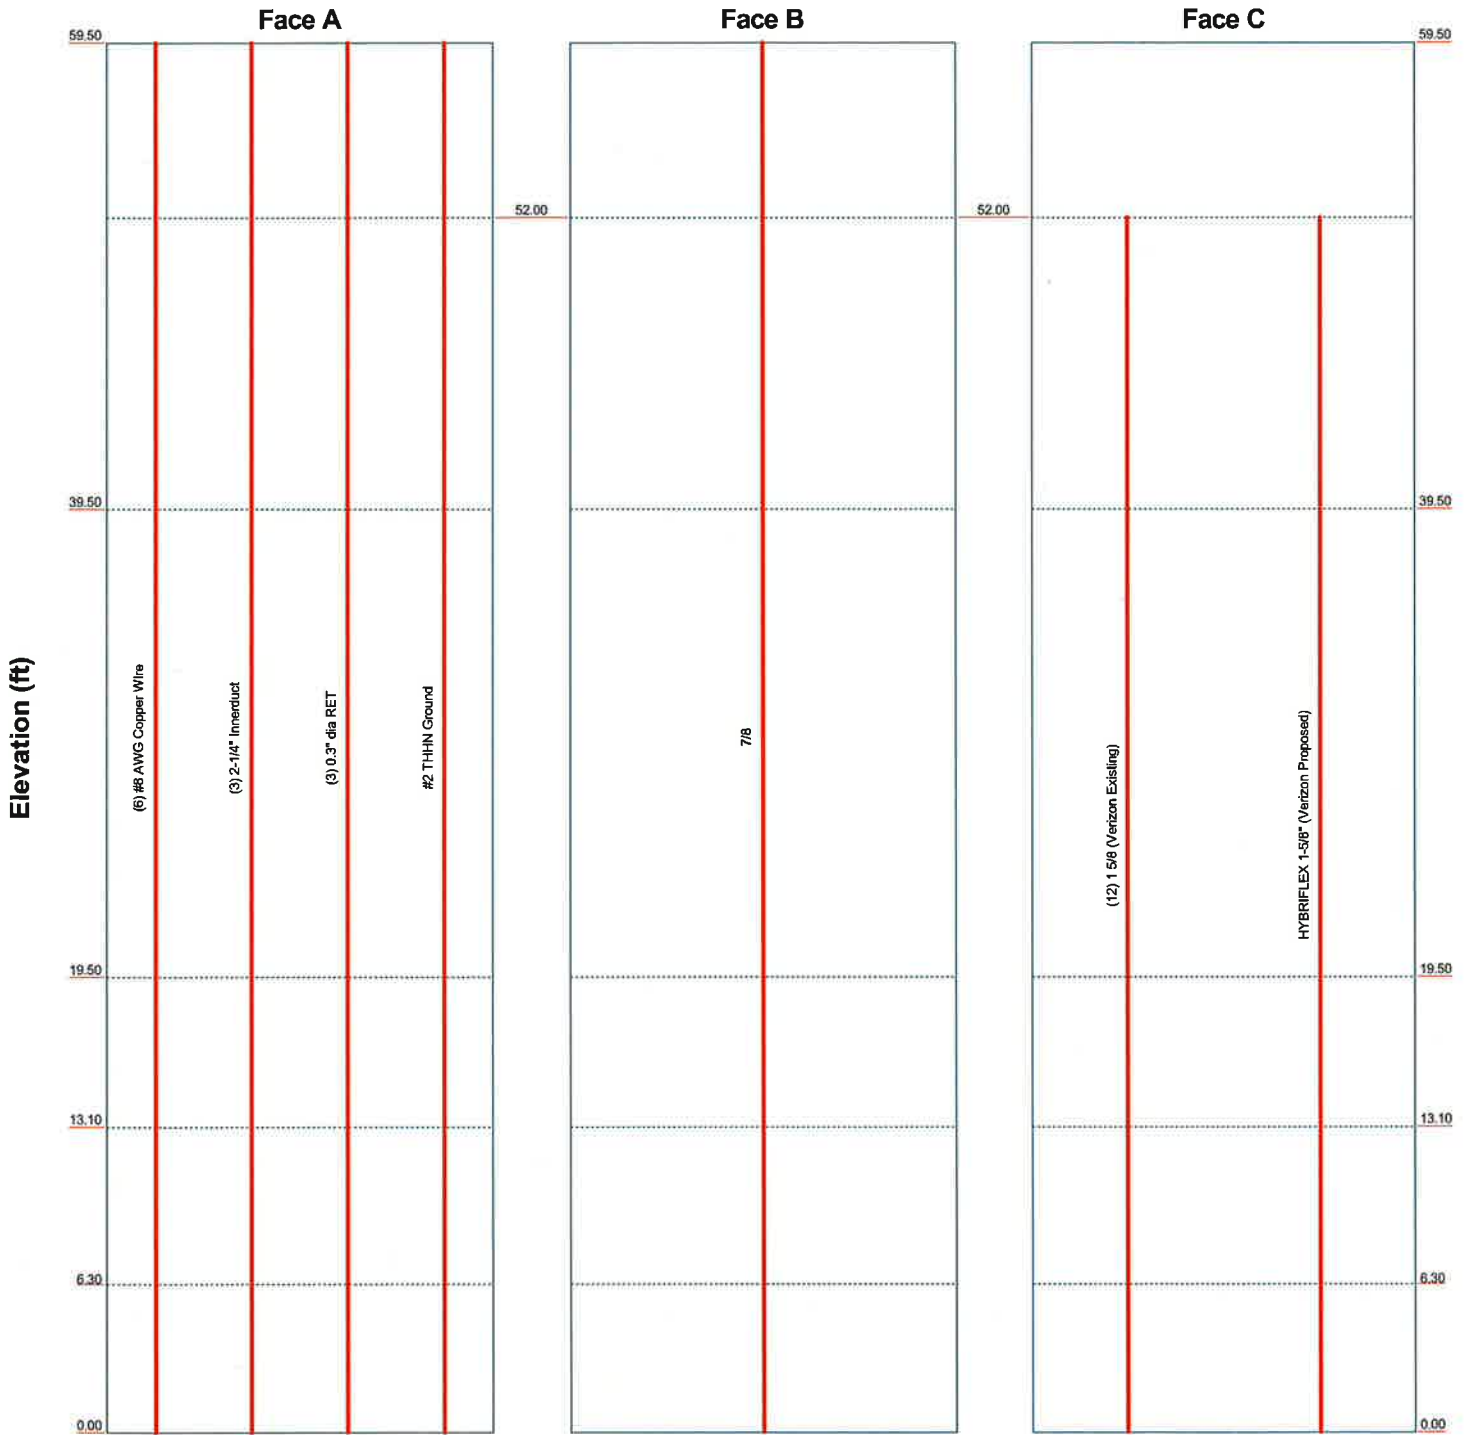 Face A
Face B
Face C
59.50
59.50
52.00
52.00
39.50
39.50
Elevation (ft)
(6) #8 AWG Copper Wire
(3) 2-1/4" Innerduct
(3) 0.3" dia RET
#2 THHN Ground
7/8
(12) 1 5/8 (Verizon Existing)
HYBRIFLEX 1-5/8" (Verizon Proposed)
19.50
19.50
13.10
13.10
6.30
6.30
0.00
0.00